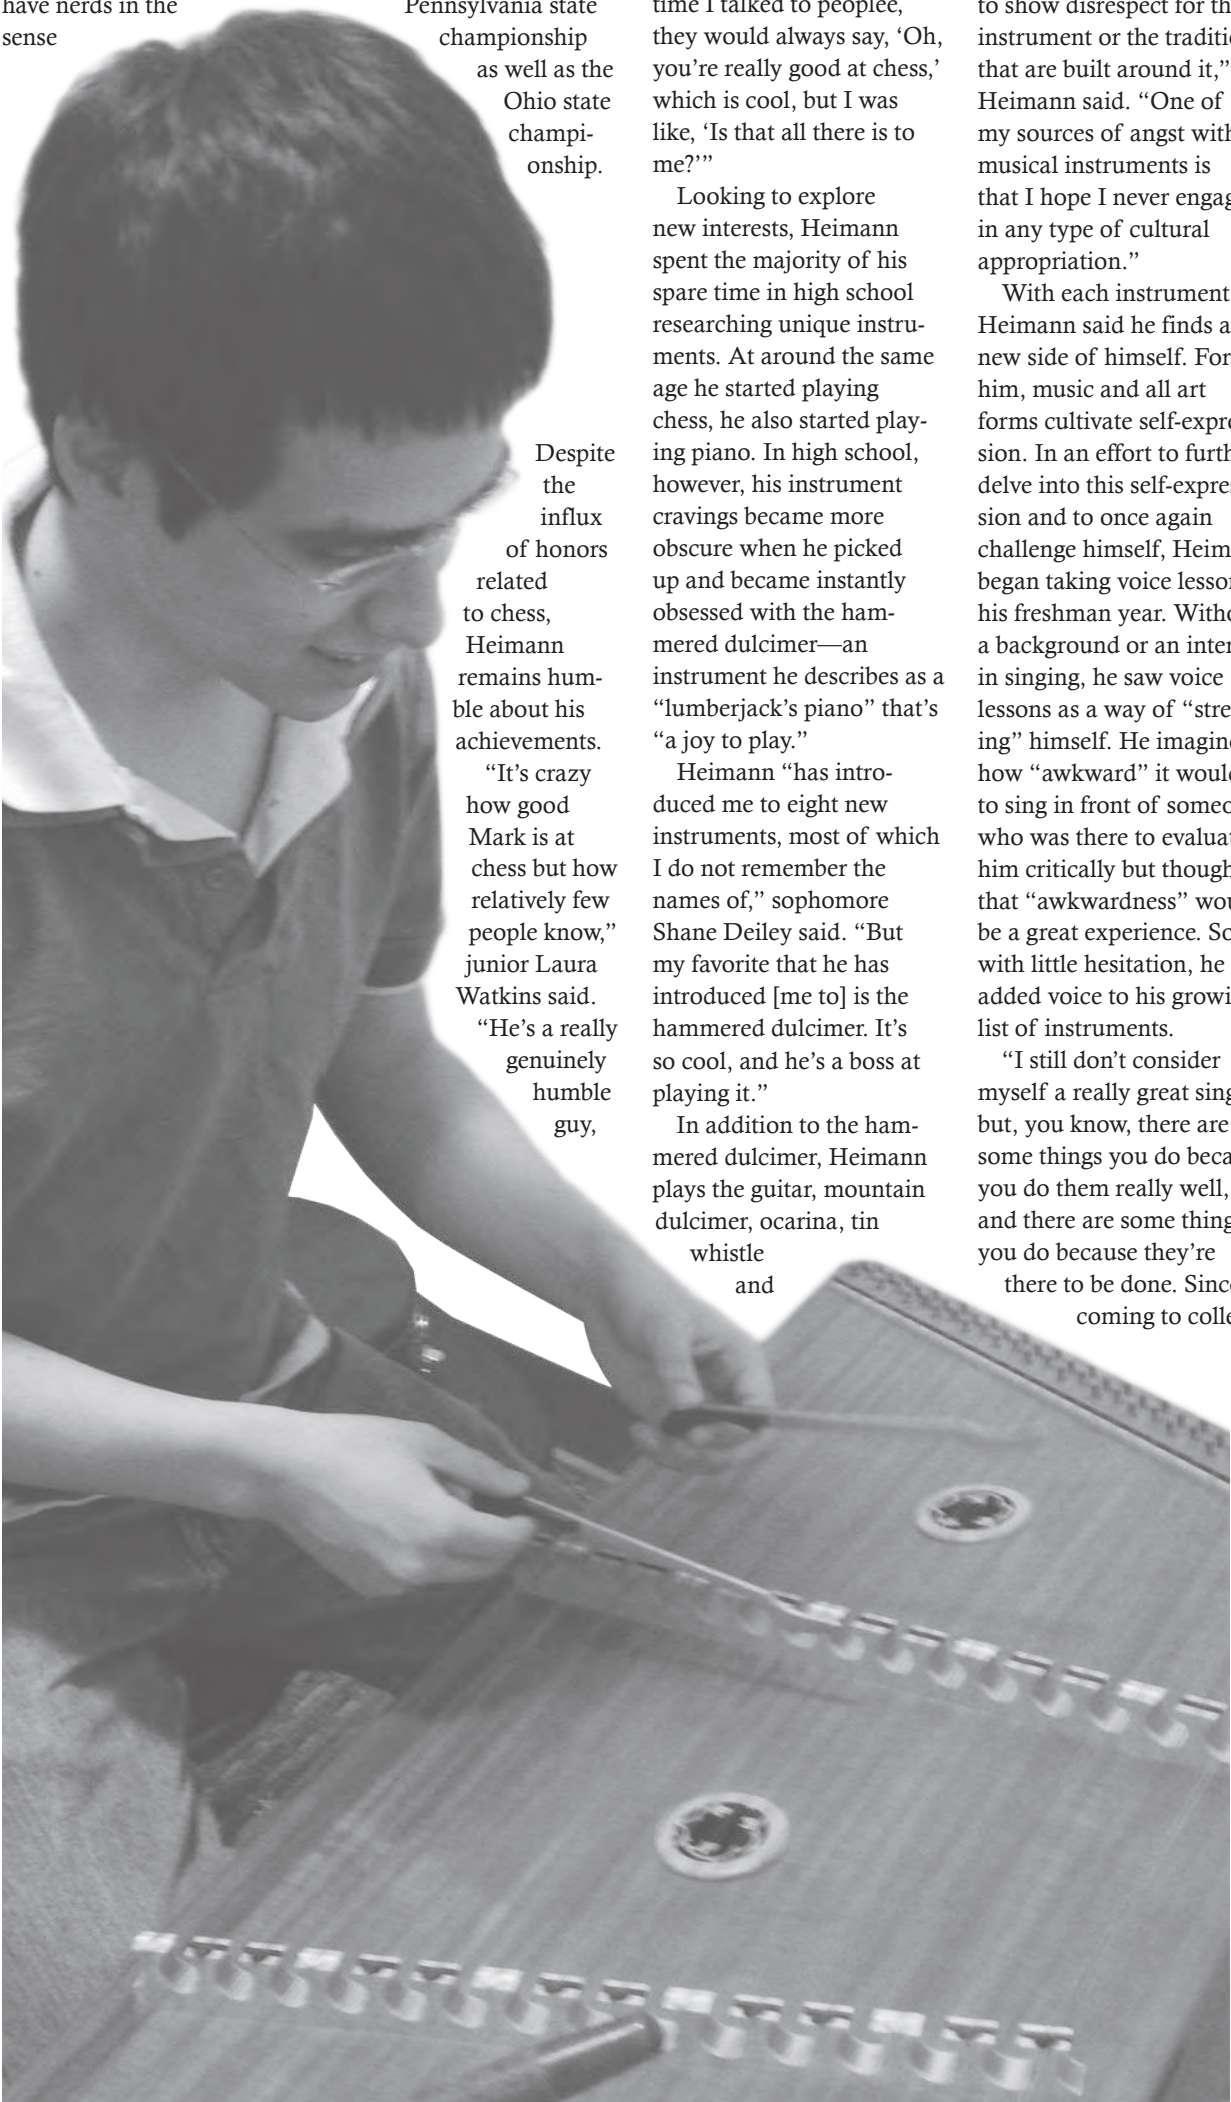 have nerds in the
sense
Pennsylvania state
championship
as well as the
Ohio state
champi-
onship.
Despite
the
influx
of honors
related
to chess,
Heimann
remains hum-
ble about his
achievements.
“It’s crazy
how good
Mark is at
chess but how
relatively few
people know,”
junior Laura
Watkins said.
“He’s a really
genuinely
humble
guy,
time I talked to peoplee,
they would always say, ‘Oh,
you’re really good at chess,’
which is cool, but I was
like, ‘Is that all there is to
me?’”
Looking to explore
new interests, Heimann
spent the majority of his
spare time in high school
researching unique instru-
ments. At around the same
age he started playing
chess, he also started play-
ing piano. In high school,
however, his instrument
cravings became more
obscure when he picked
up and became instantly
obsessed with the ham-
mered dulcimer—an
instrument he describes as a
“lumberjack’s piano” that’s
“a joy to play.”
Heimann “has intro-
duced me to eight new
instruments, most of which
I do not remember the
names of,” sophomore
Shane Deiley said. “But
my favorite that he has
introduced [me to] is the
hammered dulcimer. It’s
so cool, and he’s a boss at
playing it.”
In addition to the ham-
mered dulcimer, Heimann
plays the guitar, mountain
dulcimer, ocarina, tin
whistle
and
to show disrespect for th
instrument or the traditi
that are built around it,”
Heimann said. “One of
my sources of angst with
musical instruments is
that I hope I never engag
in any type of cultural
appropriation.”
With each instrument
Heimann said he finds a
new side of himself. For
him, music and all art
forms cultivate self-expre
sion. In an effort to furth
delve into this self-expres
sion and to once again
challenge himself, Heim
began taking voice lesson
his freshman year. Witho
a background or an inter
in singing, he saw voice
lessons as a way of “stre
ing” himself. He imagine
how “awkward” it would
to sing in front of someo
who was there to evaluat
him critically but though
that “awkwardness” wou
be a great experience. So
with little hesitation, he
added voice to his growi
list of instruments.
“I still don’t consider
myself a really great sing
but, you know, there are
some things you do beca
you do them really well,
and there are some thing
you do because they’re
there to be done. Since
coming to colle